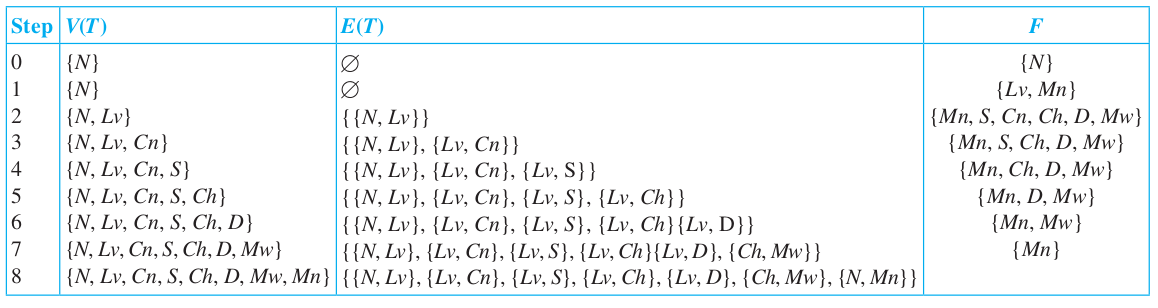 Step V(T) E(T) F
0 {N} ∅ {N}
1 {N} ∅ {Lv, Mn}
2 {N, Lv} {{N, Lv}} {Mn, S, Cn, Ch, D, Mw}
3 {N, Lv, Cn} {{N, Lv}, {Lv, Cn}} {Mn, S, Ch, D, Mw}
4 {N, Lv, Cn, S} {{N, Lv}, {Lv, Cn}, {Lv, S}} {Mn, Ch, D, Mw}
5 {N, Lv, Cn, S, Ch} {{N, Lv}, {Lv, Cn}, {Lv, S}, {Lv, Ch}} {Mn, D, Mw}
6 {N, Lv, Cn, S, Ch, D} {{N, Lv}, {Lv, Cn}, {Lv, S}, {Lv, Ch}{Lv, D}} {Mn, Mw}
7 {N, Lv, Cn, S, Ch, D, Mw} {{N, Lv}, {Lv, Cn}, {Lv, S}, {Lv, Ch}{Lv, D}, {Ch, Mw}} {Mn}
8 {N, Lv, Cn, S, Ch, D, Mw, Mn} {{N, Lv}, {Lv, Cn}, {Lv, S}, {Lv, Ch}, {Lv, D}, {Ch, Mw}, {N, Mn}}